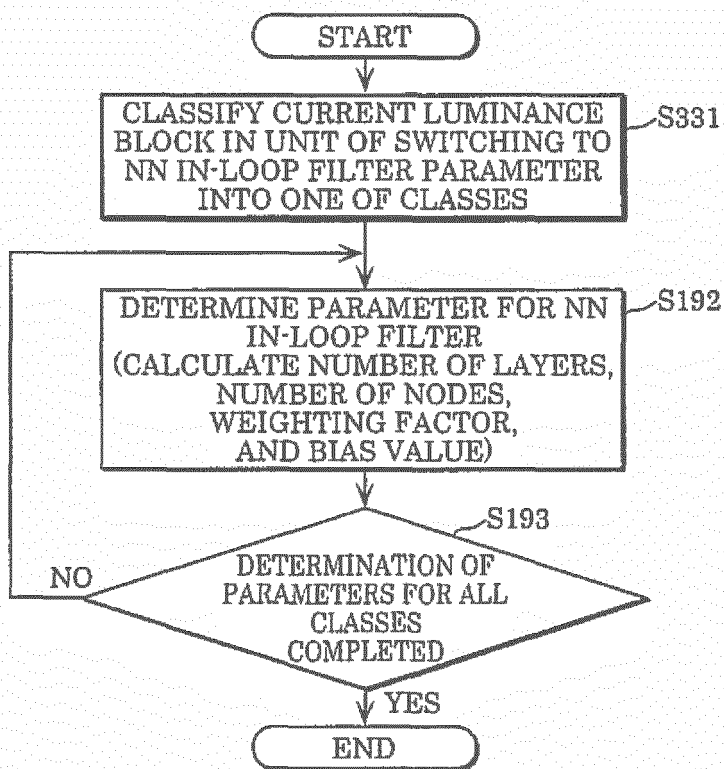 START
CLASSIFY CURRENT LUMINANCE
BLOCK IN UNIT OF SWITCHING TO
NN IN-LOOP FILTER PARAMETER
INTO ONE OF CLASSES
S331
DETERMINE PARAMETER FOR NN
IN-LOOP FILTER
(CALCULATE NUMBER OF LAYERS,
NUMBER OF NODES,
WEIGHTING FACTOR,
AND BIAS VALUE)
S192
S193
DETERMINATION OF
PARAMETERS FOR ALL
CLASSES
COMPLETED
NO
YES
END